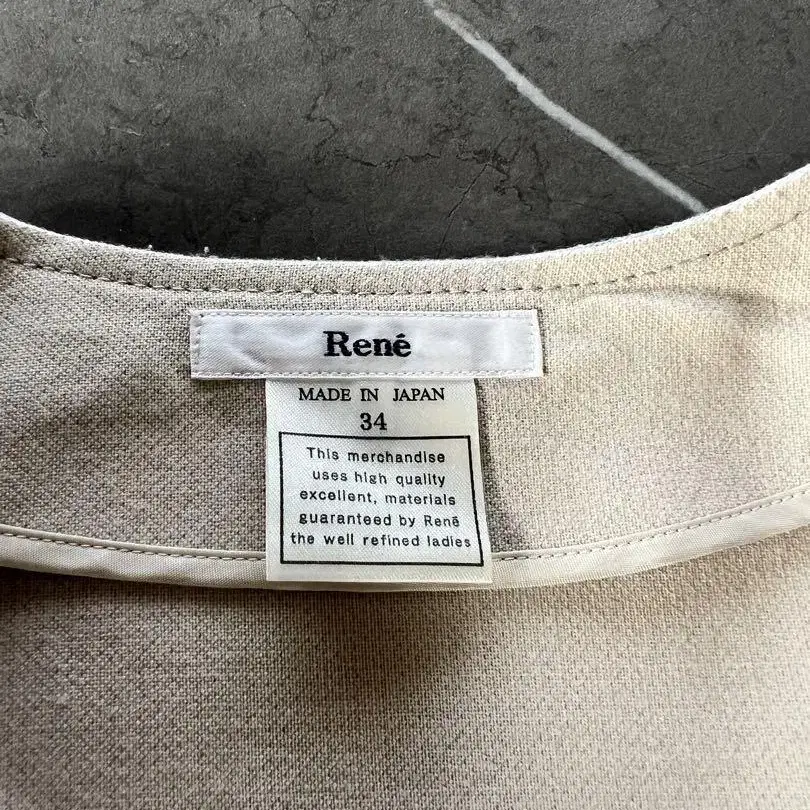 René
MADE IN JAPAN
34
This merchandise
uses high quality
excellent, materials
guaranteed by René
the well refined ladies